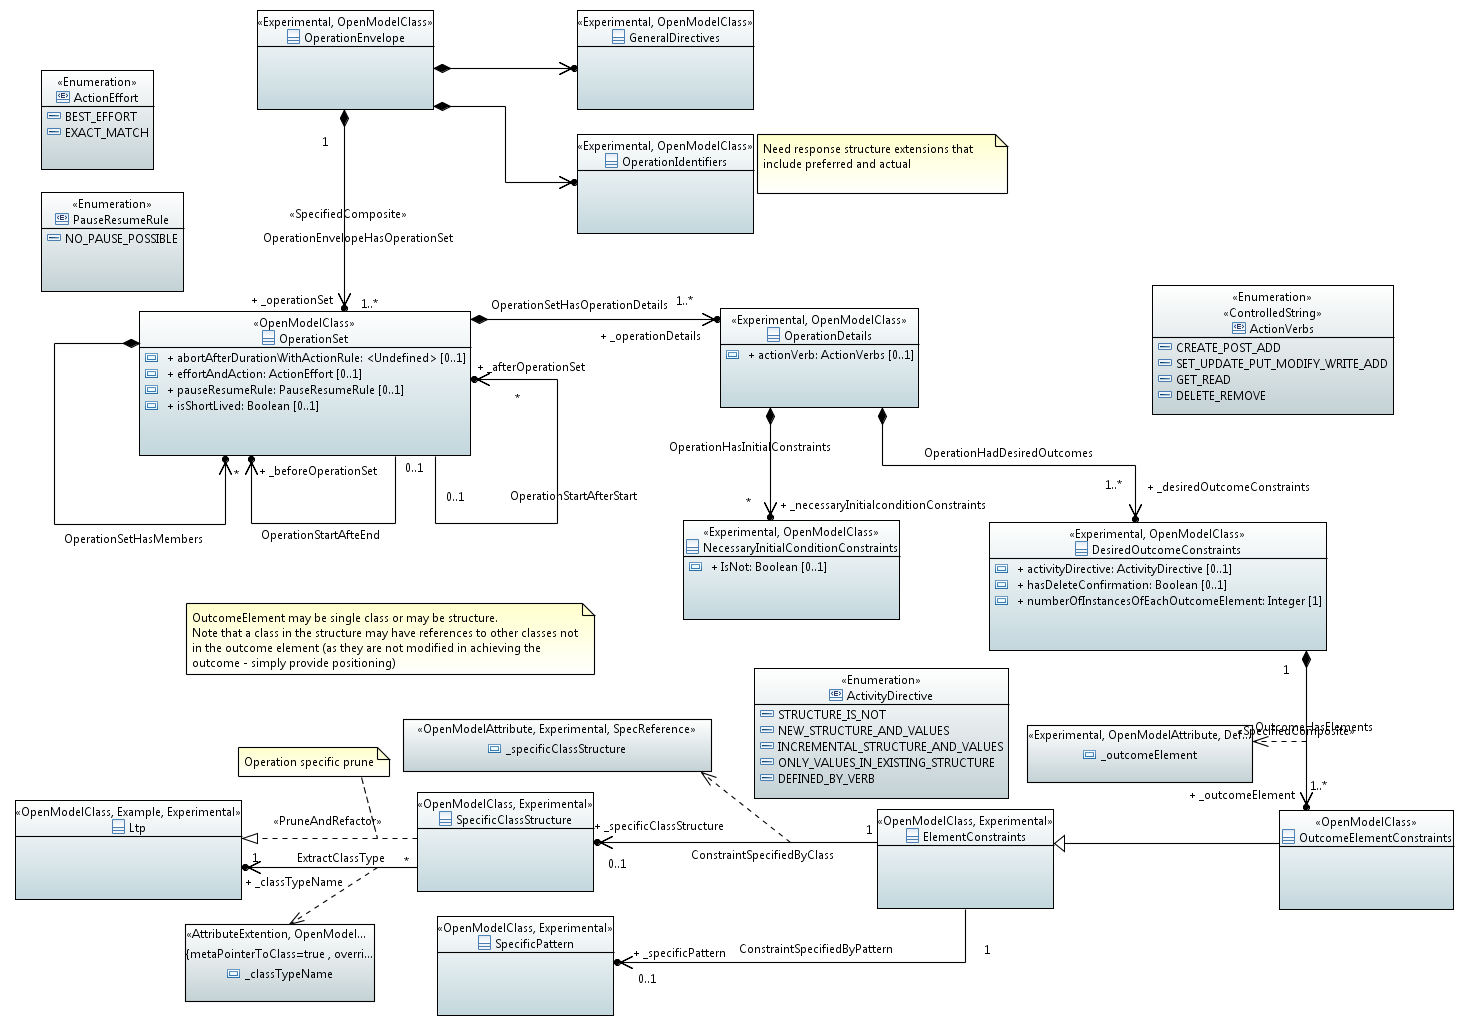 «Experimental, OpenModelClass»
OperationEnvelope
«Experimental, OpenModelClass»
GeneralDirectives
«Enumeration»
ActionEffort
BEST_EFFORT
EXACT_MATCH
1
«Experimental, OpenModelClass»
OperationIdentifiers
Need response structure extensions that
include preferred and actual
«Enumeration»
PauseResumeRule
NO_PAUSE_POSSIBLE
«SpecifiedComposite»
OperationEnvelopeHasOperationSet
+ _operationSet
1..*
«OpenModelClass»
OperationSet
+ abortAfterDurationWithActionRule: <Undefined> [0..1]
+ effortAndAction: ActionEffort [0..1]
+ pauseResumeRule: PauseResumeRule [0..1]
+ isShortLived: Boolean [0..1]
OperationSetHasOperationDetails
1..*
+ _operationDetails
«Experimental, OpenModelClass»
OperationDetails
+ actionVerb: ActionVerbs [0..1]
«Enumeration»
«ControlledString»
ActionVerbs
CREATE_POST_ADD
SET_UPDATE_PUT_MODIFY_WRITE_ADD
GET_READ
DELETE_REMOVE
+ _afterOperationSet
*
*
+ _beforeOperationSet
0..1
0..1
OperationStartAfterStart
OperationSetHasMembers
OperationStartAfteEnd
OperationHasInitialConstraints
*
+ _necessaryInitialconditionConstraints
OperationHadDesiredOutcomes
1..*
+ _desiredOutcomeConstraints
«Experimental, OpenModelClass»
NecessaryInitialConditionConstraints
+ IsNot: Boolean [0..1]
«Experimental, OpenModelClass»
DesiredOutcomeConstraints
+ activityDirective: ActivityDirective [0..1]
+ hasDeleteConfirmation: Boolean [0..1]
+ numberOfInstancesOfEachOutcomeElement: Integer [1]
OutcomeElement may be single class or may be structure.
Note that a class in the structure may have references to other classes not
in the outcome element (as they are not modified in achieving the
outcome - simply provide positioning)
1
«Enumeration»
ActivityDirective
STRUCTURE_IS_NOT
NEW_STRUCTURE_AND_VALUES
INCREMENTAL_STRUCTURE_AND_VALUES
ONLY_VALUES_IN_EXISTING_STRUCTURE
DEFINED_BY_VERB
OutcomeHasElements
«SpecifiedComposite»
«Experimental, OpenModelAttribute, Def...
_outcomeElement
1..*
+ _outcomeElement
«OpenModelAttribute, Experimental, SpecReference»
_specificClassStructure
Operation specific prune
«OpenModelClass, Example, Experimental»
Ltp
«PruneAndRefactor»
«OpenModelClass, Experimental»
SpecificClassStructure
+ _specificClassStructure
0..1
1
ConstraintSpecifiedByClass
«OpenModelClass, Experimental»
ElementConstraints
«OpenModelClass»
OutcomeElementConstraints
1
ExtractClassType
*
+ _classTypeName
«AttributeExtention, OpenModel...
{metaPointerToClass=true , overri...
_classTypeName
«OpenModelClass, Experimental»
SpecificPattern
+ _specificPattern
0..1
ConstraintSpecifiedByPattern
1